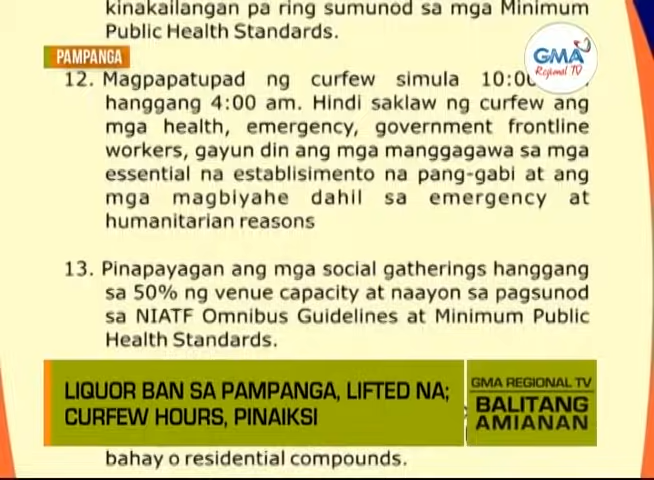 kinakailangan pa ring sumunod sa mga Minimum
Public Health Standards.
PAMPANGA
GMA
Regional TV
12. Magpapatupad ng curfew simula
hanggang 4:00 am. Hindi saklaw ng curfew ang
mga health, emergency, government frontline
workers, gayun din ang mga manggagawa sa mga
essential na establisimento na pang-gabi at ang
mga magbiyahe dahil sa emergency at
humanitarian reasons
13. Pinapayagan ang mga social gatherings hanggang
sa 50% ng venue capacity at naayon sa pagsunod
sa NIATF Omnibus Guidelines at Minimum Public
Health Standards.
LIQUOR BAN SA PAMPANGA, LIFTED NA;
CURFEW HOURS, PINAIKSI
GMA REGIONAL TV
BALITANG
AMIANAN
bahay o residential compounds.